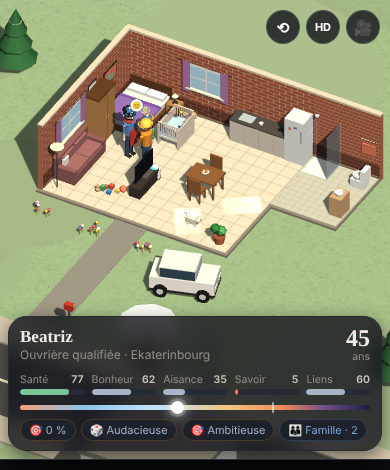 HD
Beatriz
45
Ouvrière qualifiée · Ekaterinbourg
ans
Santé 77 Bonheur 62 Aisance 35 Savoir 5 Liens 60
0 % Audacieuse Ambitieuse Famille · 2